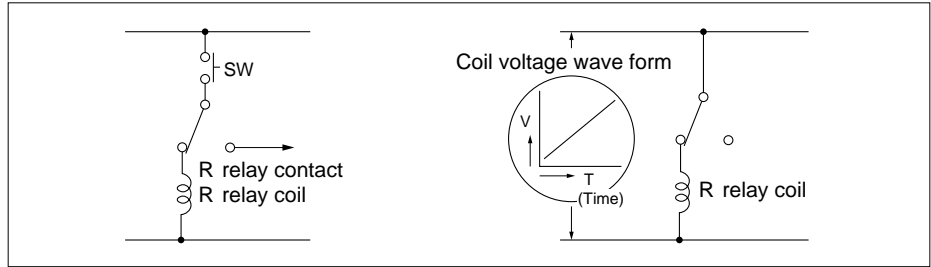 SW
R relay contact
R relay coil
Coil voltage wave form
V
T
(Time)
R relay coil